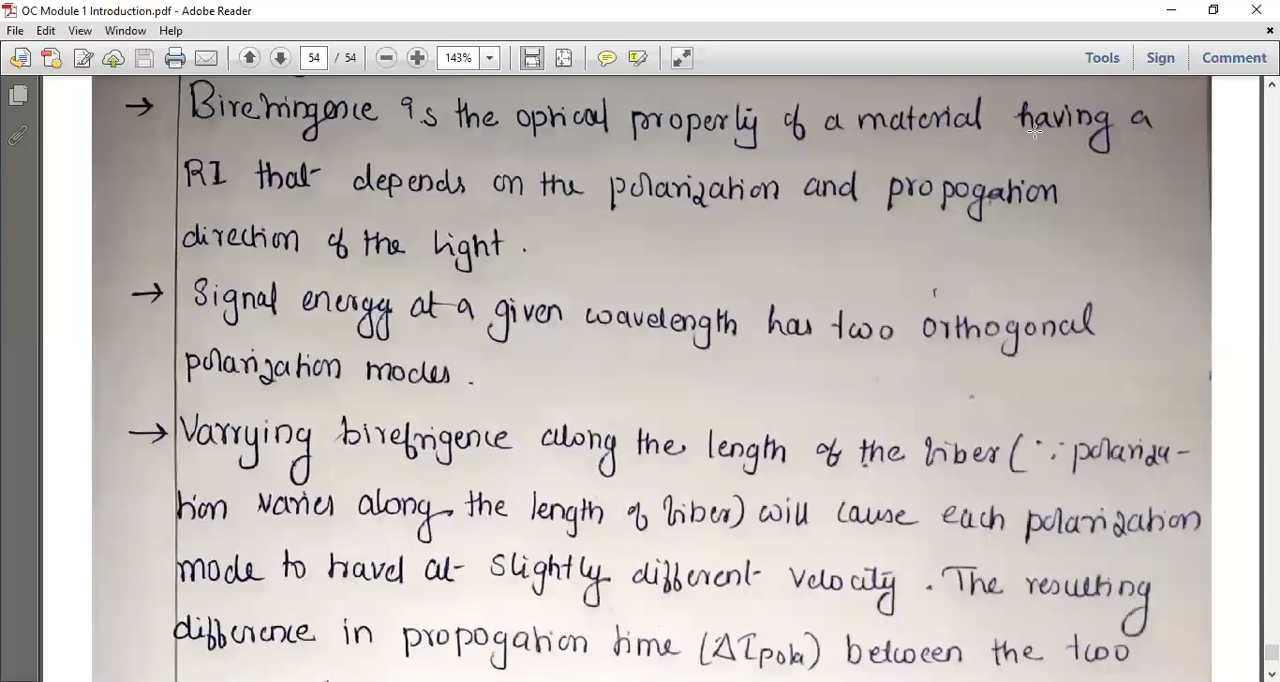 OC Module 1 Introduction.pdf - Adobe Reader
File Edit View Window Help
54 / 54 143% Tools Sign Comment
→ Birefringence is the optical property of a material having a
RI that depends on the polarization and propogation
direction of the light.
→ Signal energy at a given wavelength has two orthogonal
polarization modes.
→ Varrying birefrigence along the length of the fiber (∵ polariza-
tion varies along the length of fiber) will cause each polarization
mode to travel at slightly different velocity. The resulting
difference in propogation time (ΔTpola) between the two